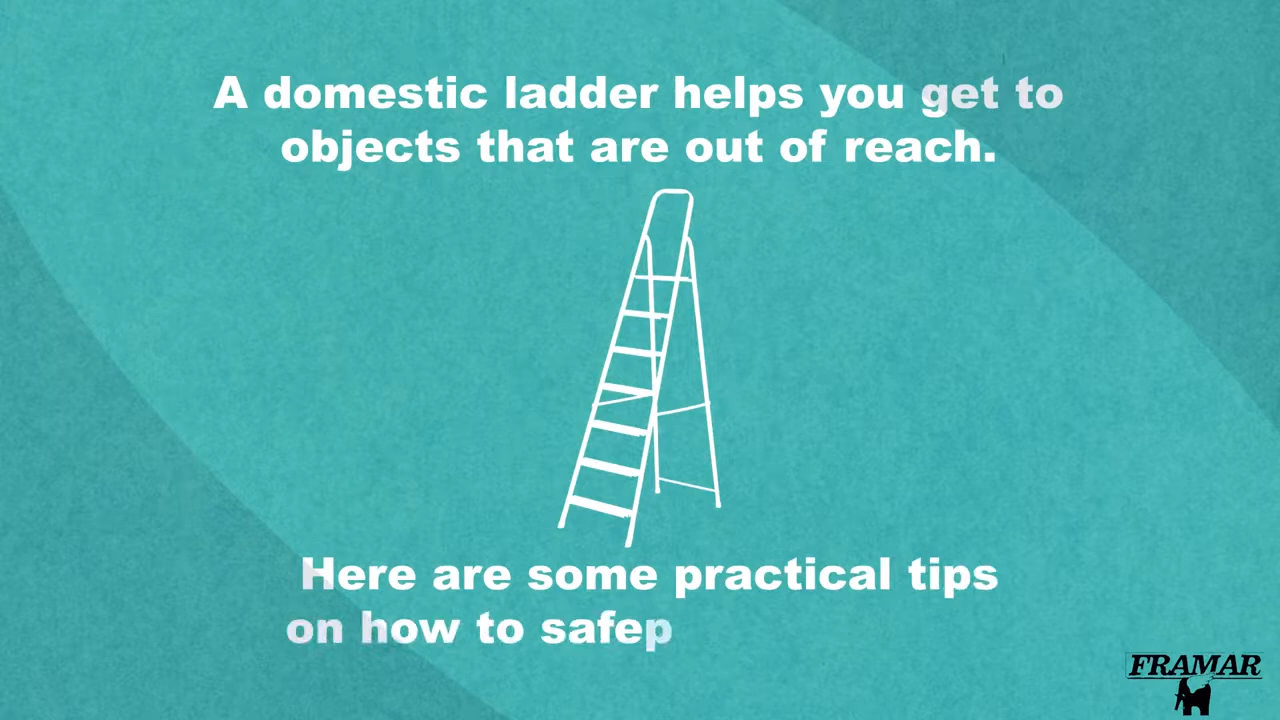 A domestic ladder helps you get to
objects that are out of reach.
Here are some practical tips
on how to safep
FRAMAR